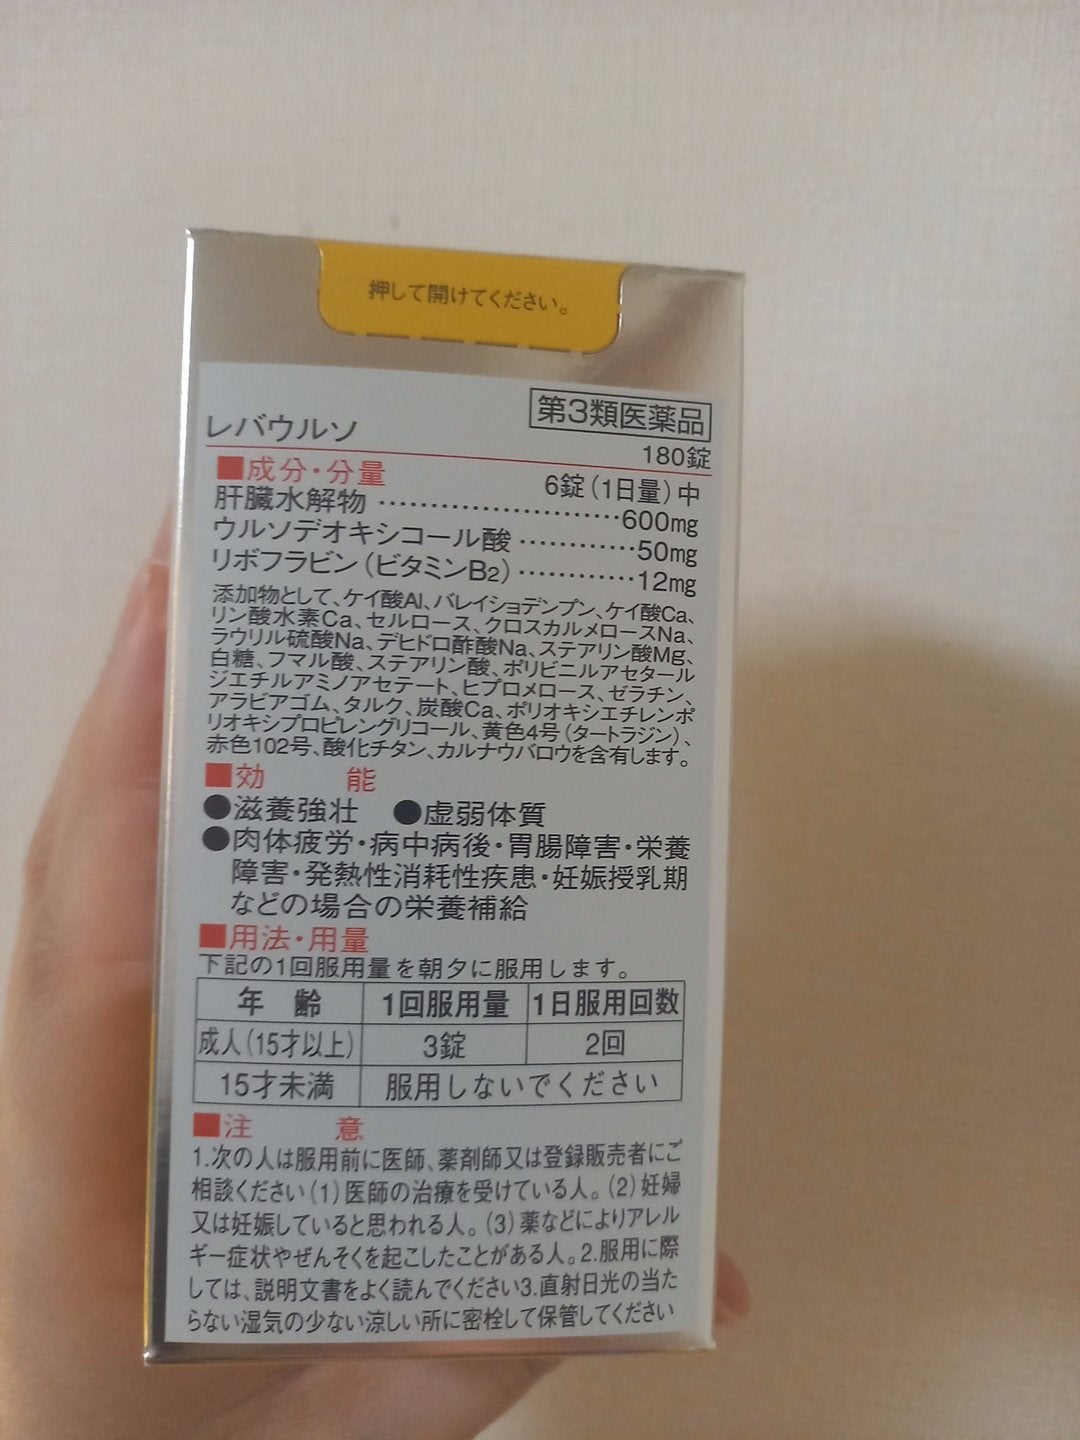 押して開けてください。
第3類医薬品
レバウルソ
180錠
■成分・分量 6錠(1日量)中
肝臓水解物 ························600mg
ウルソデオキシコール酸 ············50mg
リボフラビン(ビタミンB2) ············12mg
添加物として、ケイ酸Al、バレイショデンプン、ケイ酸Ca、
リン酸水素Ca、セルロース、クロスカルメロースNa、
ラウリル硫酸Na、デヒドロ酢酸Na、ステアリン酸Mg、
白糖、フマル酸、ステアリン酸、ポリビニルアセタール
ジエチルアミノアセテート、ヒプロメロース、ゼラチン、
アラビアゴム、タルク、炭酸Ca、ポリオキシエチレンポ
リオキシプロピレングリコール、黄色4号(タートラジン)、
赤色102号、酸化チタン、カルナウバロウを含有します。
■効 能
●滋養強壮 ●虚弱体質
●肉体疲労・病中病後・胃腸障害・栄養
障害・発熱性消耗性疾患・妊娠授乳期
などの場合の栄養補給
■用法・用量
下記の1回服用量を朝夕に服用します。
年 齢 1回服用量 1日服用回数
成人(15才以上) 3錠 2回
15才未満 服用しないでください
■注 意
1.次の人は服用前に医師、薬剤師又は登録販売者にご
相談ください(1)医師の治療を受けている人。(2)妊婦
又は妊娠していると思われる人。(3)薬などによりアレル
ギー症状やぜんそくを起こしたことがある人。2.服用に際
しては、説明文書をよく読んでください3.直射日光の当た
らない湿気の少ない涼しい所に密栓して保管してください